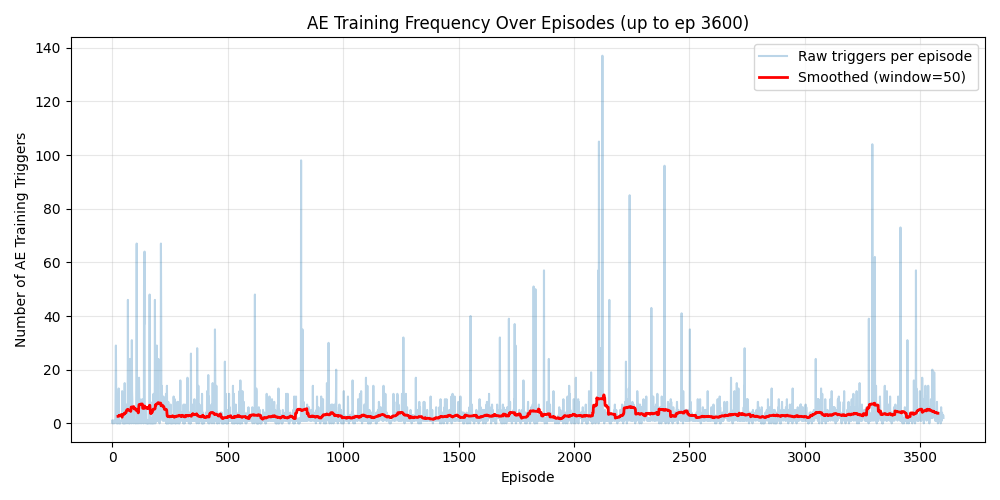 AE Training Frequency Over Episodes (up to ep 3600)
Raw triggers per episode
Smoothed (window=50)
Number of AE Training Triggers
140
120
100
80
60
40
20
0
0 500 1000 1500 2000 2500 3000 3500
Episode